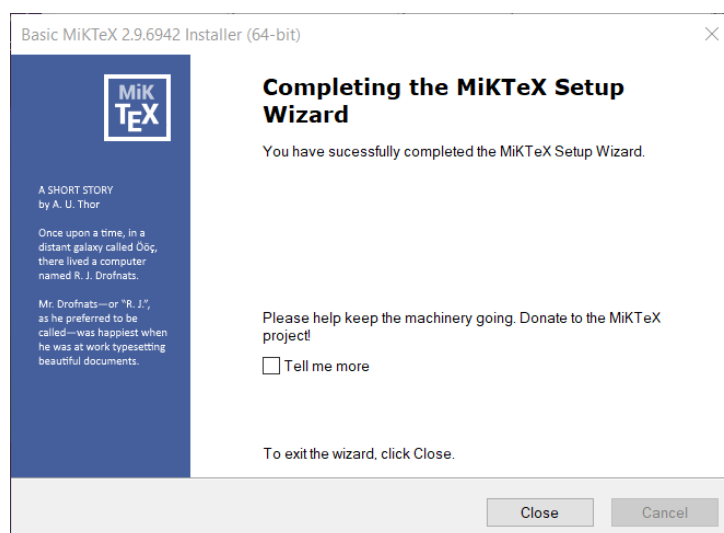 Basic MiKTeX 2.9.6942 Installer (64-bit)
MiK
TEX
Completing the MiKTeX Setup
Wizard
You have sucessfully completed the MiKTeX Setup Wizard.
A SHORT STORY
by A. U. Thor
Once upon a time, in a
distant galaxy called Ööç,
there lived a computer
named R. J. Drofnats.
Mr. Drofnats—or “R. J.”,
as he preferred to be
called—was happiest when
he was at work typesetting
beautiful documents.
Please help keep the machinery going. Donate to the MiKTeX
project!
Tell me more
To exit the wizard, click Close.
Close
Cancel